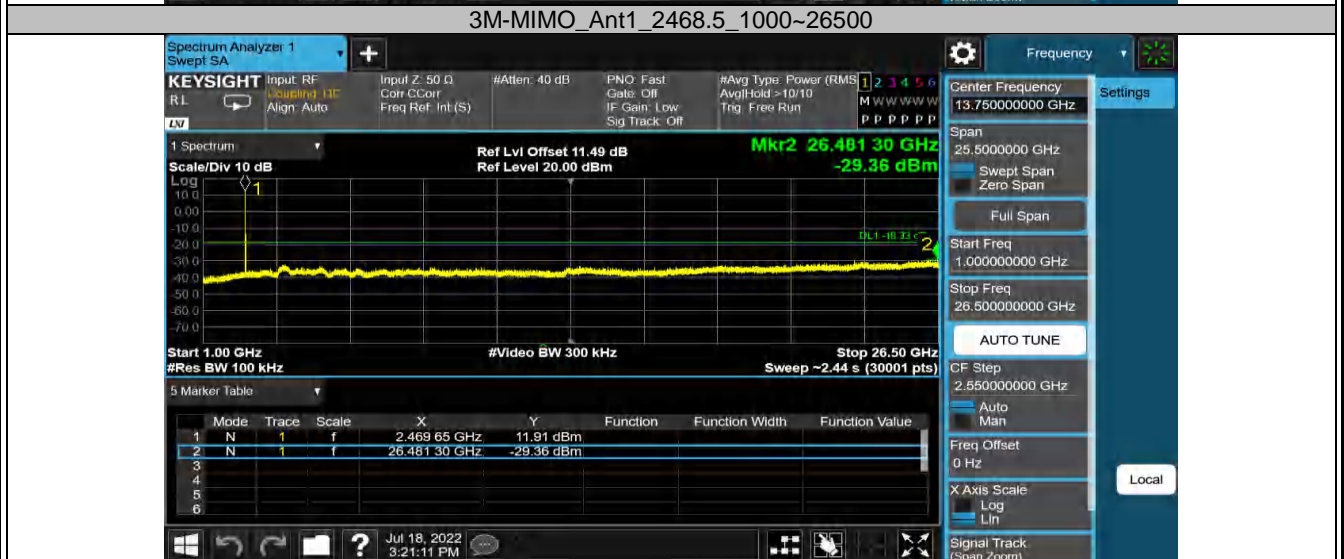 3M-MIMO_Ant1_2468.5_1000~26500
Spectrum Analyzer 1
Swept SA
+
Frequency
KEYSIGHT
RL
LXI
Input: RF
Coupling: DC
Align: Auto
Input Z: 50 Ω
Corr CCorr
Freq Ref: Int (S)
#Atten: 40 dB
PNO: Fast
Gate: Off
IF Gain: Low
Sig Track: Off
#Avg Type: Power (RMS
Avg|Hold >10/10
Trig: Free Run
1 2 3 4 5 6
M W W W W W
P P P P P P
Center Frequency
13.750000000 GHz
Settings
Span
25.5000000 GHz
Swept Span
Zero Span
Full Span
Start Freq
1.000000000 GHz
Stop Freq
26.500000000 GHz
AUTO TUNE
CF Step
2.550000000 GHz
Auto
Man
Freq Offset
0 Hz
X Axis Scale
Log
Lin
Signal Track
(Span Zoom)
Local
1 Spectrum
Scale/Div 10 dB
Ref Lvl Offset 11.49 dB
Ref Level 20.00 dBm
Mkr2 26.481 30 GHz
-29.36 dBm
Log
10.0
0.00
-10.0
-20.0
-30.0
-40.0
-50.0
-60.0
-70.0
1
2
Start 1.00 GHz
#Res BW 100 kHz
#Video BW 300 kHz
Stop 26.50 GHz
Sweep ~2.44 s (30001 pts)
5 Marker Table
Mode Trace Scale X Y Function Function Width Function Value
1 N 1 f 2.469 65 GHz 11.91 dBm
2 N 1 f 26.481 30 GHz -29.36 dBm
3
4
5
6
?
Jul 18, 2022
3:21:11 PM